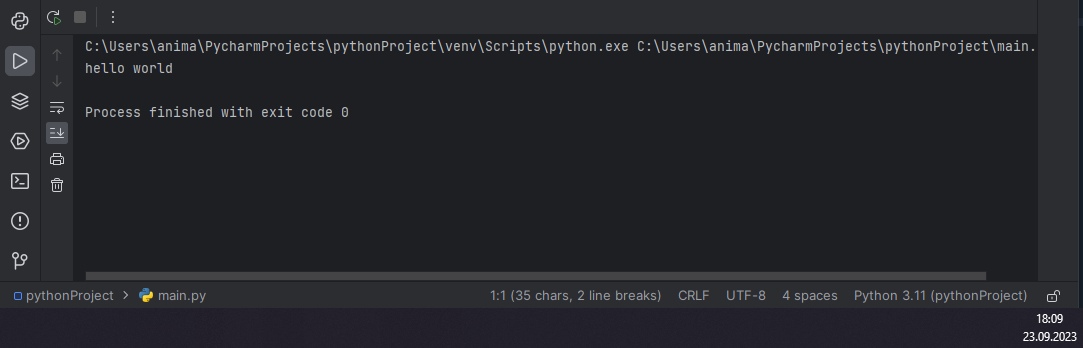 C:\Users\anima\PycharmProjects\pythonProject\venv\Scripts\python.exe C:\Users\anima\PycharmProjects\pythonProject\main.
hello world
Process finished with exit code 0
pythonProject > main.py 1:1 (35 chars, 2 line breaks) CRLF UTF-8 4 spaces Python 3.11 (pythonProject)
18:09
23.09.2023